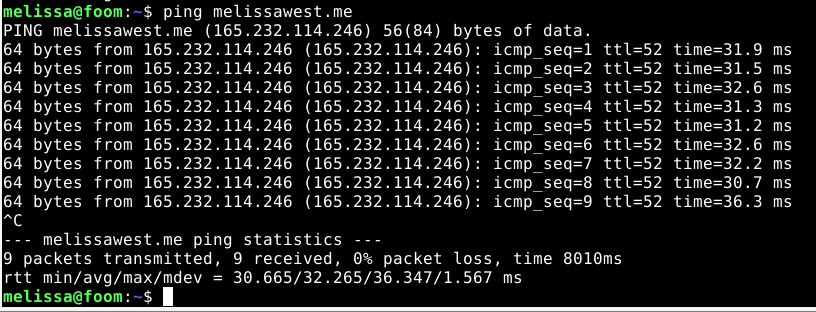 melissa@foom:~$ ping melissawest.me
PING melissawest.me (165.232.114.246) 56(84) bytes of data.
64 bytes from 165.232.114.246 (165.232.114.246): icmp_seq=1 ttl=52 time=31.9 ms
64 bytes from 165.232.114.246 (165.232.114.246): icmp_seq=2 ttl=52 time=31.5 ms
64 bytes from 165.232.114.246 (165.232.114.246): icmp_seq=3 ttl=52 time=32.6 ms
64 bytes from 165.232.114.246 (165.232.114.246): icmp_seq=4 ttl=52 time=31.3 ms
64 bytes from 165.232.114.246 (165.232.114.246): icmp_seq=5 ttl=52 time=31.2 ms
64 bytes from 165.232.114.246 (165.232.114.246): icmp_seq=6 ttl=52 time=32.6 ms
64 bytes from 165.232.114.246 (165.232.114.246): icmp_seq=7 ttl=52 time=32.2 ms
64 bytes from 165.232.114.246 (165.232.114.246): icmp_seq=8 ttl=52 time=30.7 ms
64 bytes from 165.232.114.246 (165.232.114.246): icmp_seq=9 ttl=52 time=36.3 ms
^C
--- melissawest.me ping statistics ---
9 packets transmitted, 9 received, 0% packet loss, time 8010ms
rtt min/avg/max/mdev = 30.665/32.265/36.347/1.567 ms
melissa@foom:~$